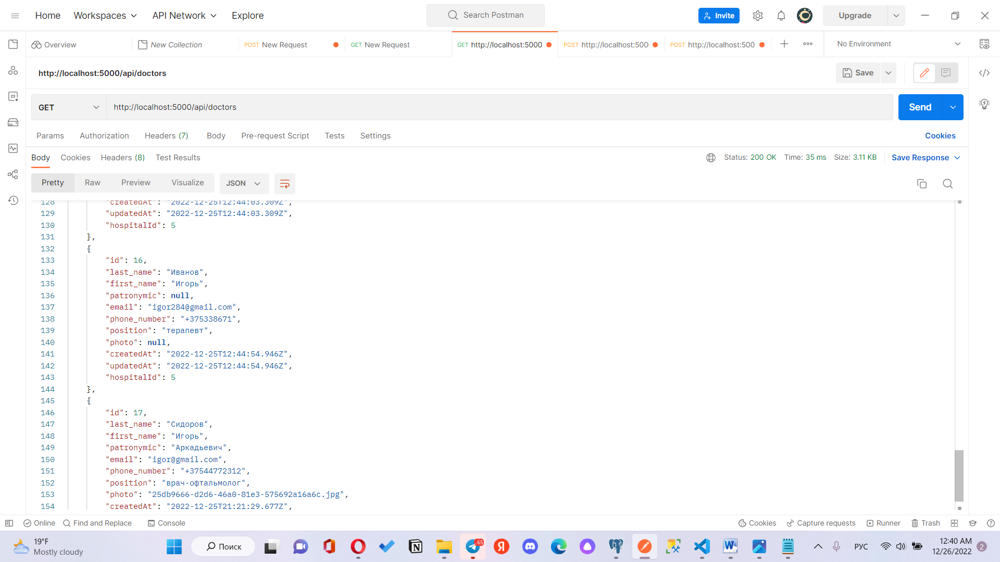 Home Workspaces API Network Explore Search Postman Invite Upgrade
Overview New Collection POST New Request GET New Request GET http://localhost:5000 POST http://localhost:500 POST http://localhost:500 No Environment
http://localhost:5000/api/doctors Save
GET http://localhost:5000/api/doctors Send
Params Authorization Headers (7) Body Pre-request Script Tests Settings Cookies
Body Cookies Headers (8) Test Results Status: 200 OK Time: 35 ms Size: 3.11 KB Save Response
Pretty Raw Preview Visualize JSON
128 "createdAt": "2022-12-25T12:44:03.309Z",
129 "updatedAt": "2022-12-25T12:44:03.309Z",
130 "hospitalId": 5
131 },
132 {
133 "id": 16,
134 "last_name": "Иванов",
135 "first_name": "Игорь",
136 "patronymic": null,
137 "email": "igor284@gmail.com",
138 "phone_number": "+375338671",
139 "position": "терапевт",
140 "photo": null,
141 "createdAt": "2022-12-25T12:44:54.946Z",
142 "updatedAt": "2022-12-25T12:44:54.946Z",
143 "hospitalId": 5
144 },
145 {
146 "id": 17,
147 "last_name": "Сидоров",
148 "first_name": "Игорь",
149 "patronymic": "Аркадьевич",
150 "email": "igor@gmail.com",
151 "phone_number": "+37544772312",
152 "position": "врач-офтальмолог",
153 "photo": "25db9666-d2d6-46a0-81e3-575692a16a6c.jpg",
154 "createdAt": "2022-12-25T21:21:29.677Z",
Online Find and Replace Console Cookies Capture requests Runner Trash
19°F
Mostly cloudy
Поиск
..65
РУС
12:40 AM
12/26/2022
2